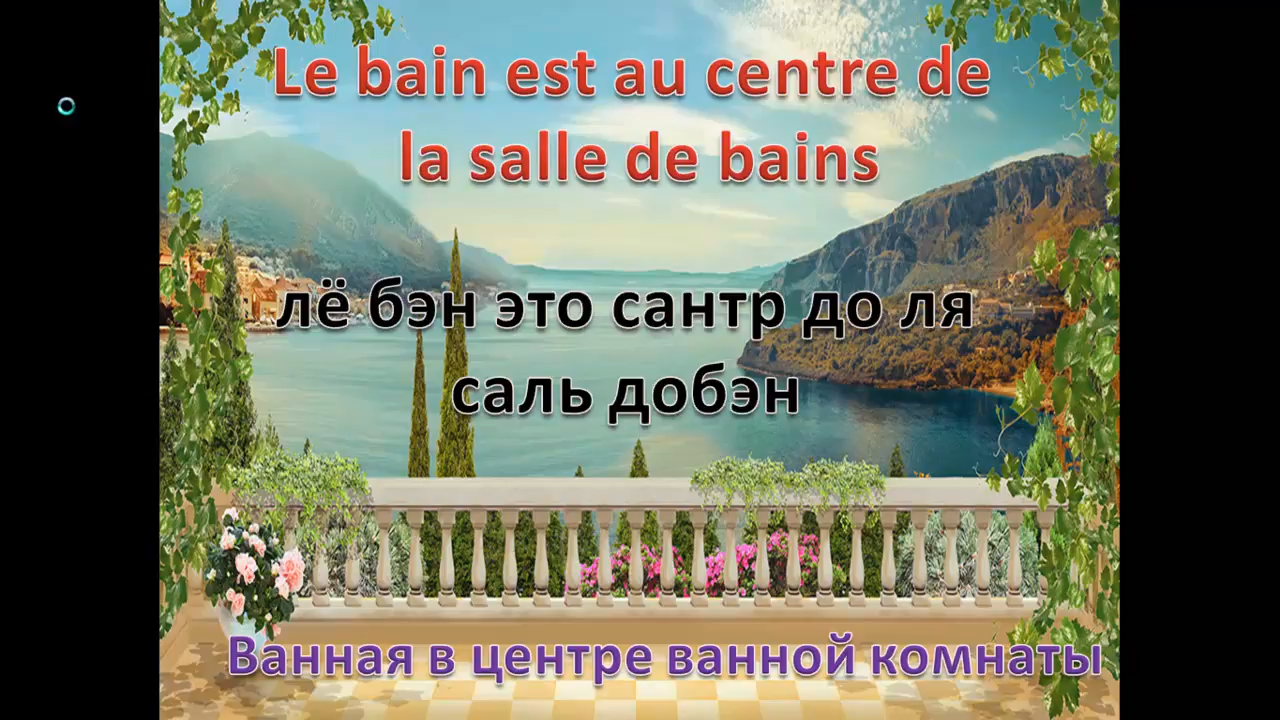 Le bain est au centre de
la salle de bains
лё бэн это сантр до ля
саль добэн
Ванная в центре ванной комнаты